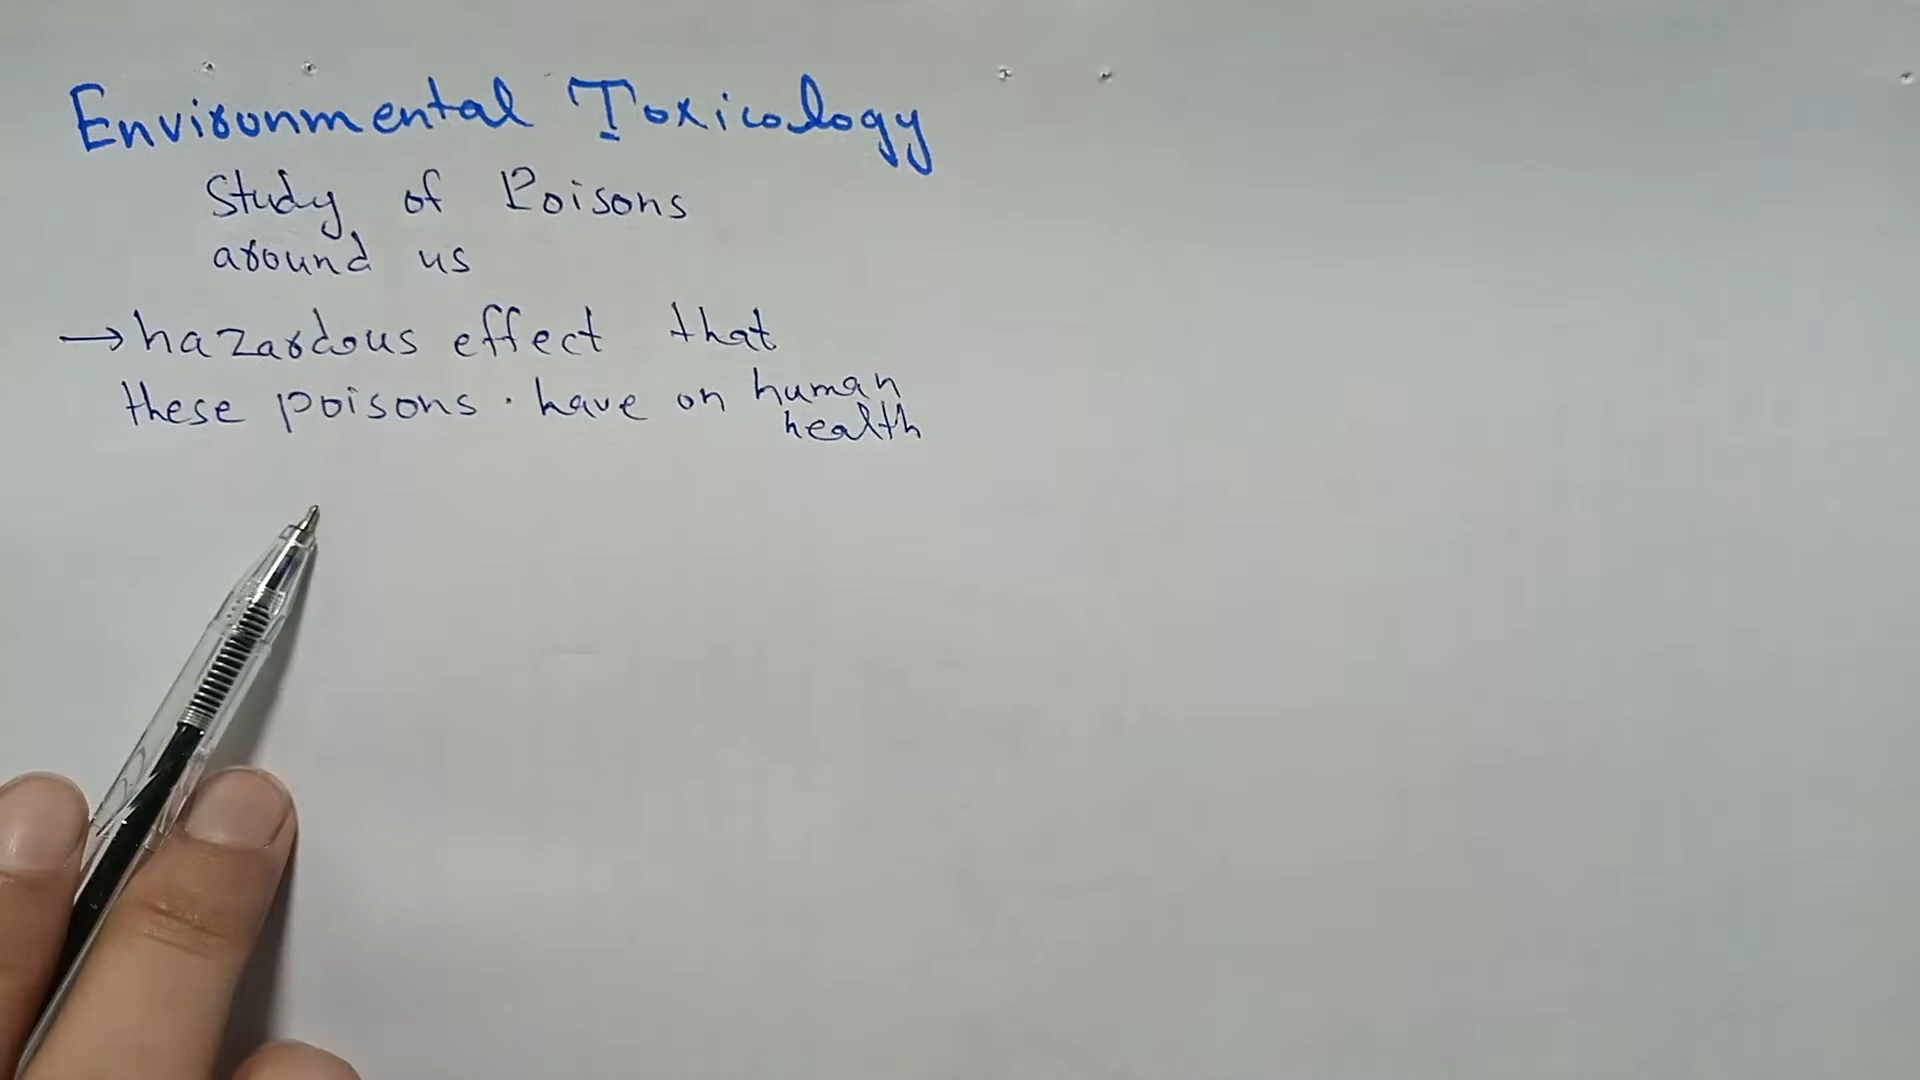 Environmental Toxicology
Study of Poisons
around us
→ hazardous effect that
these poisons · have on human
health